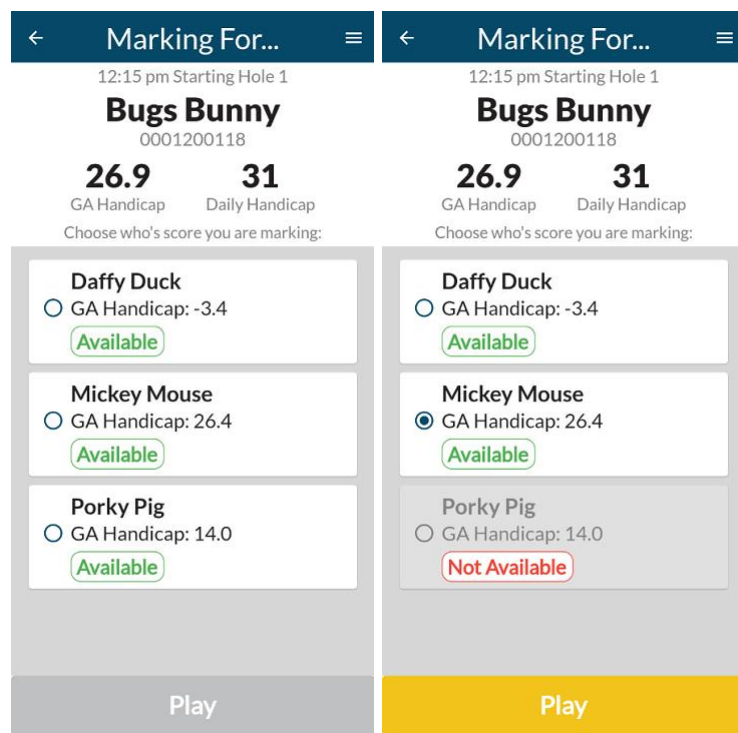 Marking For...
12:15 pm Starting Hole 1
Bugs Bunny
0001200118
26.9 31
GA Handicap Daily Handicap
Choose who's score you are marking:
Daffy Duck
GA Handicap: -3.4
Available
Mickey Mouse
GA Handicap: 26.4
Available
Porky Pig
GA Handicap: 14.0
Available
Play
Marking For...
12:15 pm Starting Hole 1
Bugs Bunny
0001200118
26.9 31
GA Handicap Daily Handicap
Choose who's score you are marking:
Daffy Duck
GA Handicap: -3.4
Available
Mickey Mouse
GA Handicap: 26.4
Available
Porky Pig
GA Handicap: 14.0
Not Available
Play